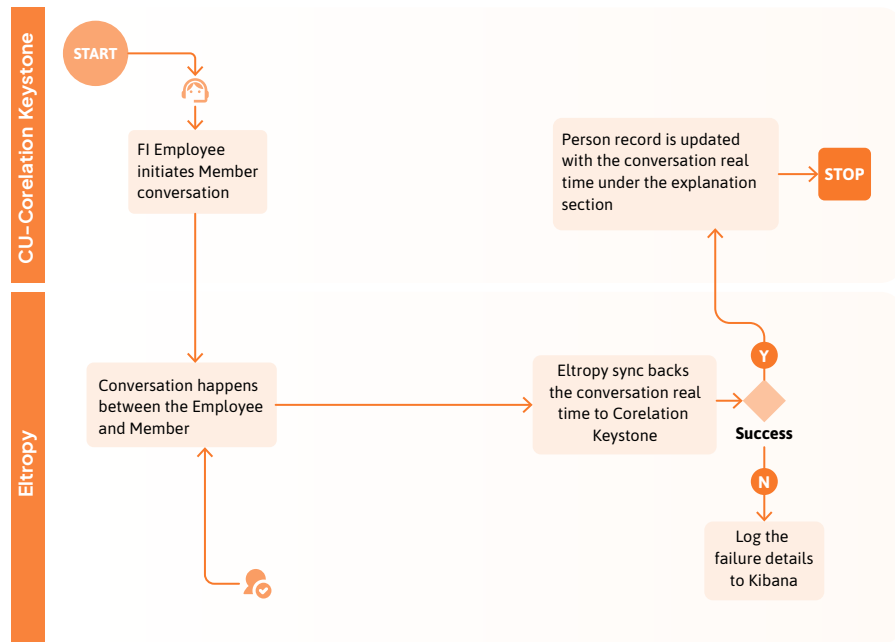 CU-Corelation Keystone
START
FI Employee
initiates Member
conversation
Person record is updated
with the conversation real
time under the explanation
section
STOP
Eltropy
Conversation happens
between the Employee
and Member
Eltropy sync backs
the conversation real
time to Corelation
Keystone
Y
Success
N
Log the
failure details
to Kibana